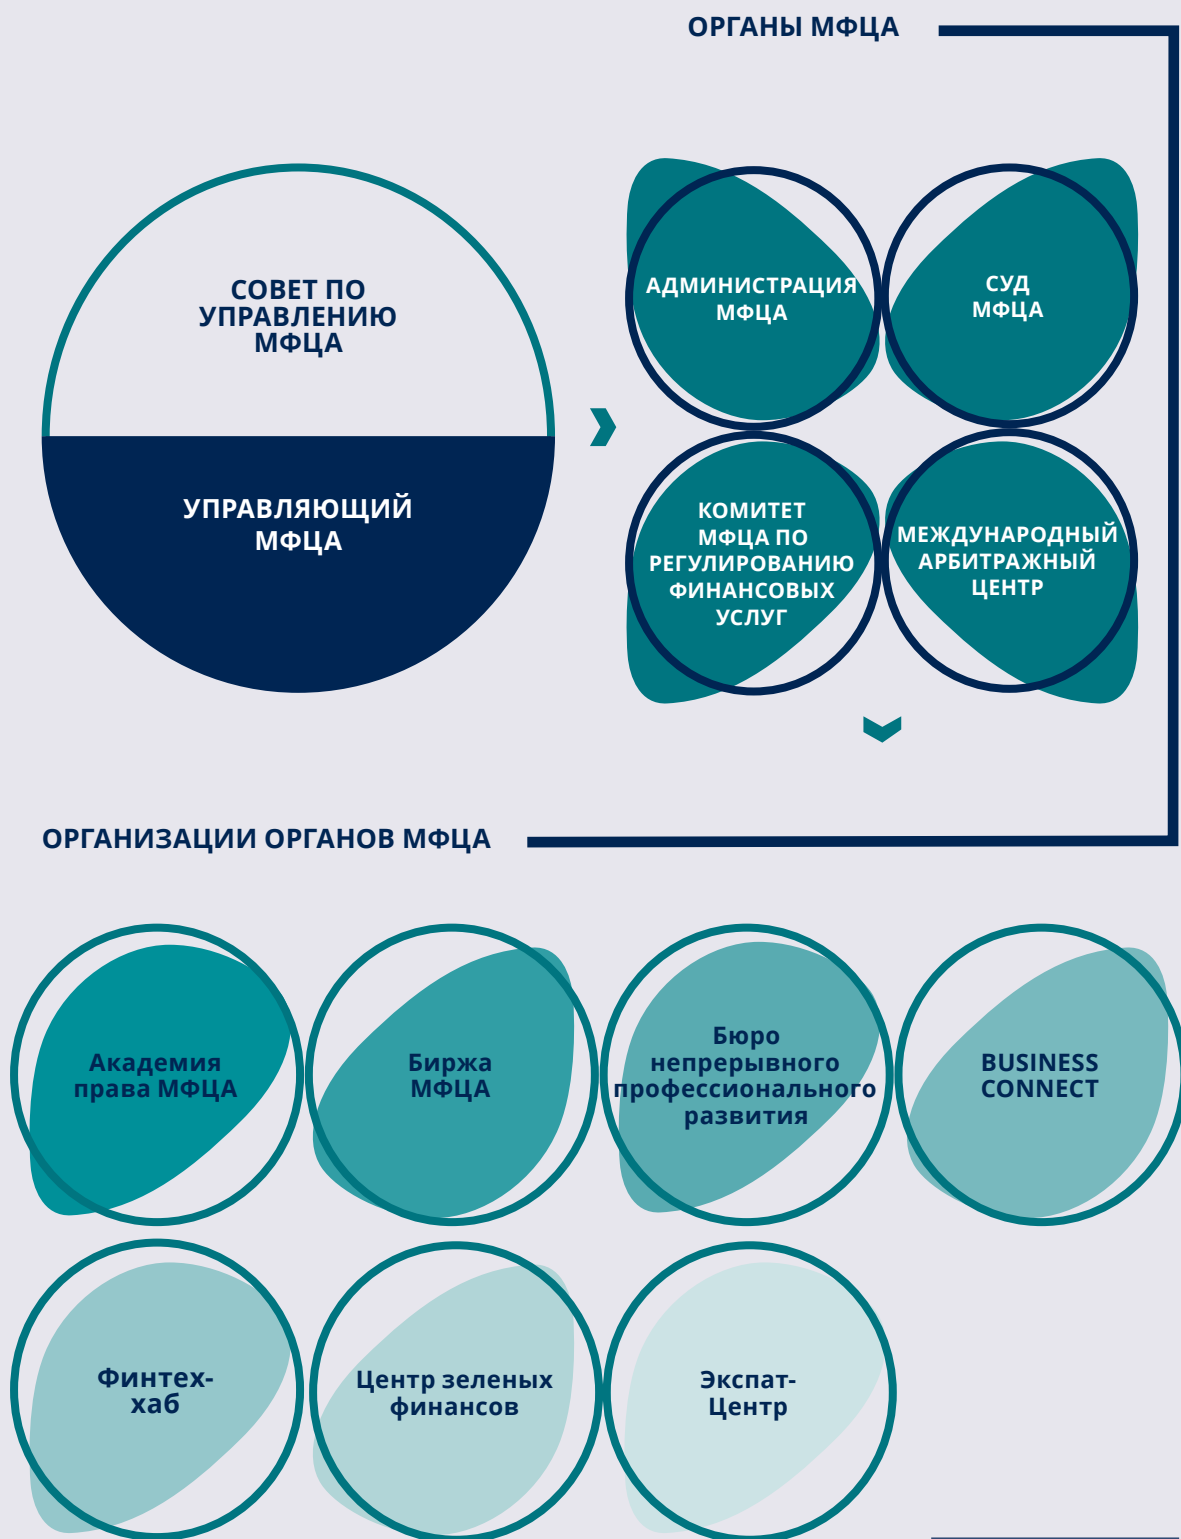 ОРГАНЫ МФЦА
СОВЕТ ПО
УПРАВЛЕНИЮ
МФЦА
УПРАВЛЯЮЩИЙ
МФЦА
АДМИНИСТРАЦИЯ
МФЦА
СУД
МФЦА
КОМИТЕТ
МФЦА ПО
РЕГУЛИРОВАНИЮ
ФИНАНСОВЫХ
УСЛУГ
МЕЖДУНАРОДНЫЙ
АРБИТРАЖНЫЙ
ЦЕНТР
ОРГАНИЗАЦИИ ОРГАНОВ МФЦА
Академия
права МФЦА
Биржа
МФЦА
Бюро
непрерывного
профессионального
развития
BUSINESS
CONNECT
Финтех-
хаб
Центр зеленых
финансов
Экспат-
Центр